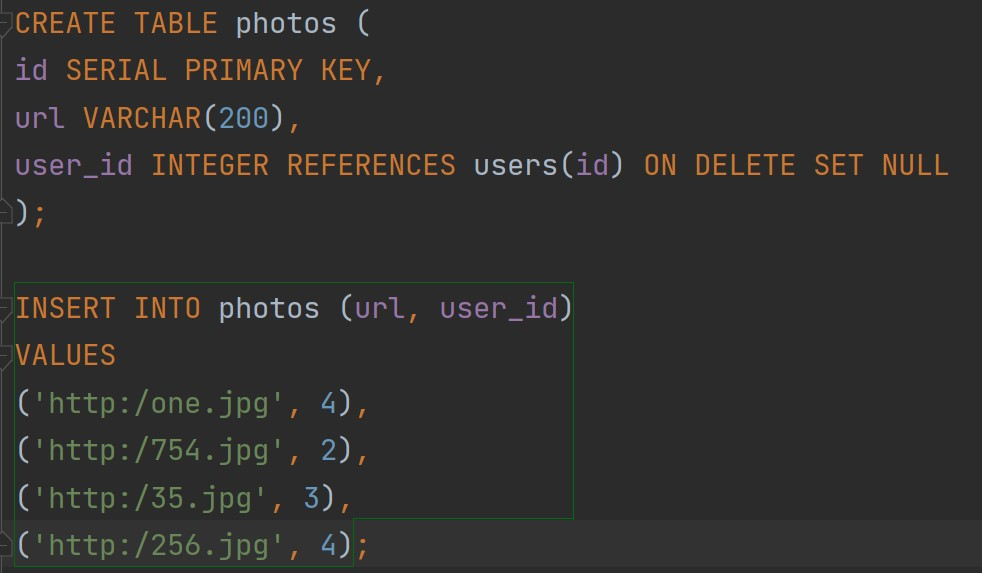 CREATE TABLE photos (
id SERIAL PRIMARY KEY,
url VARCHAR(200),
user_id INTEGER REFERENCES users(id) ON DELETE SET NULL
);
INSERT INTO photos (url, user_id)
VALUES
('http:/one.jpg', 4),
('http:/754.jpg', 2),
('http:/35.jpg', 3),
('http:/256.jpg', 4);